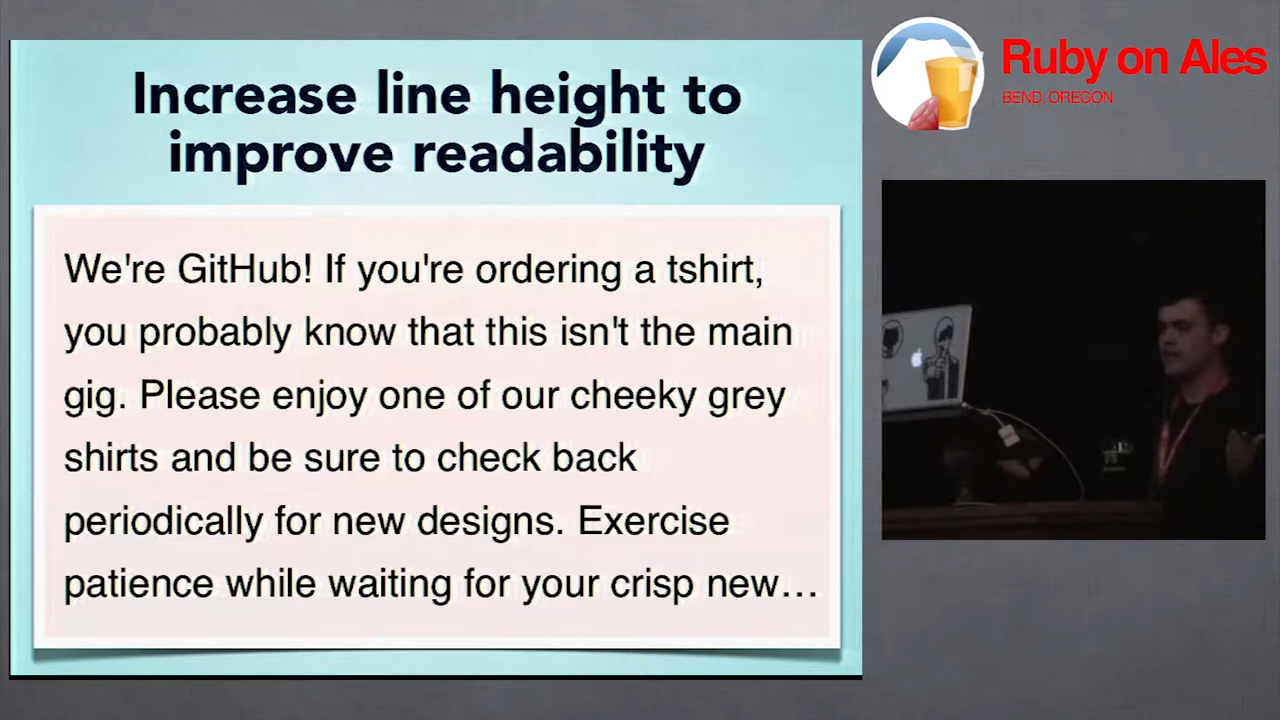 Increase line height to
improve readability
We're GitHub! If you're ordering a tshirt,
you probably know that this isn't the main
gig. Please enjoy one of our cheeky grey
shirts and be sure to check back
periodically for new designs. Exercise
patience while waiting for your crisp new…
Ruby on Ales
BEND, OREGON